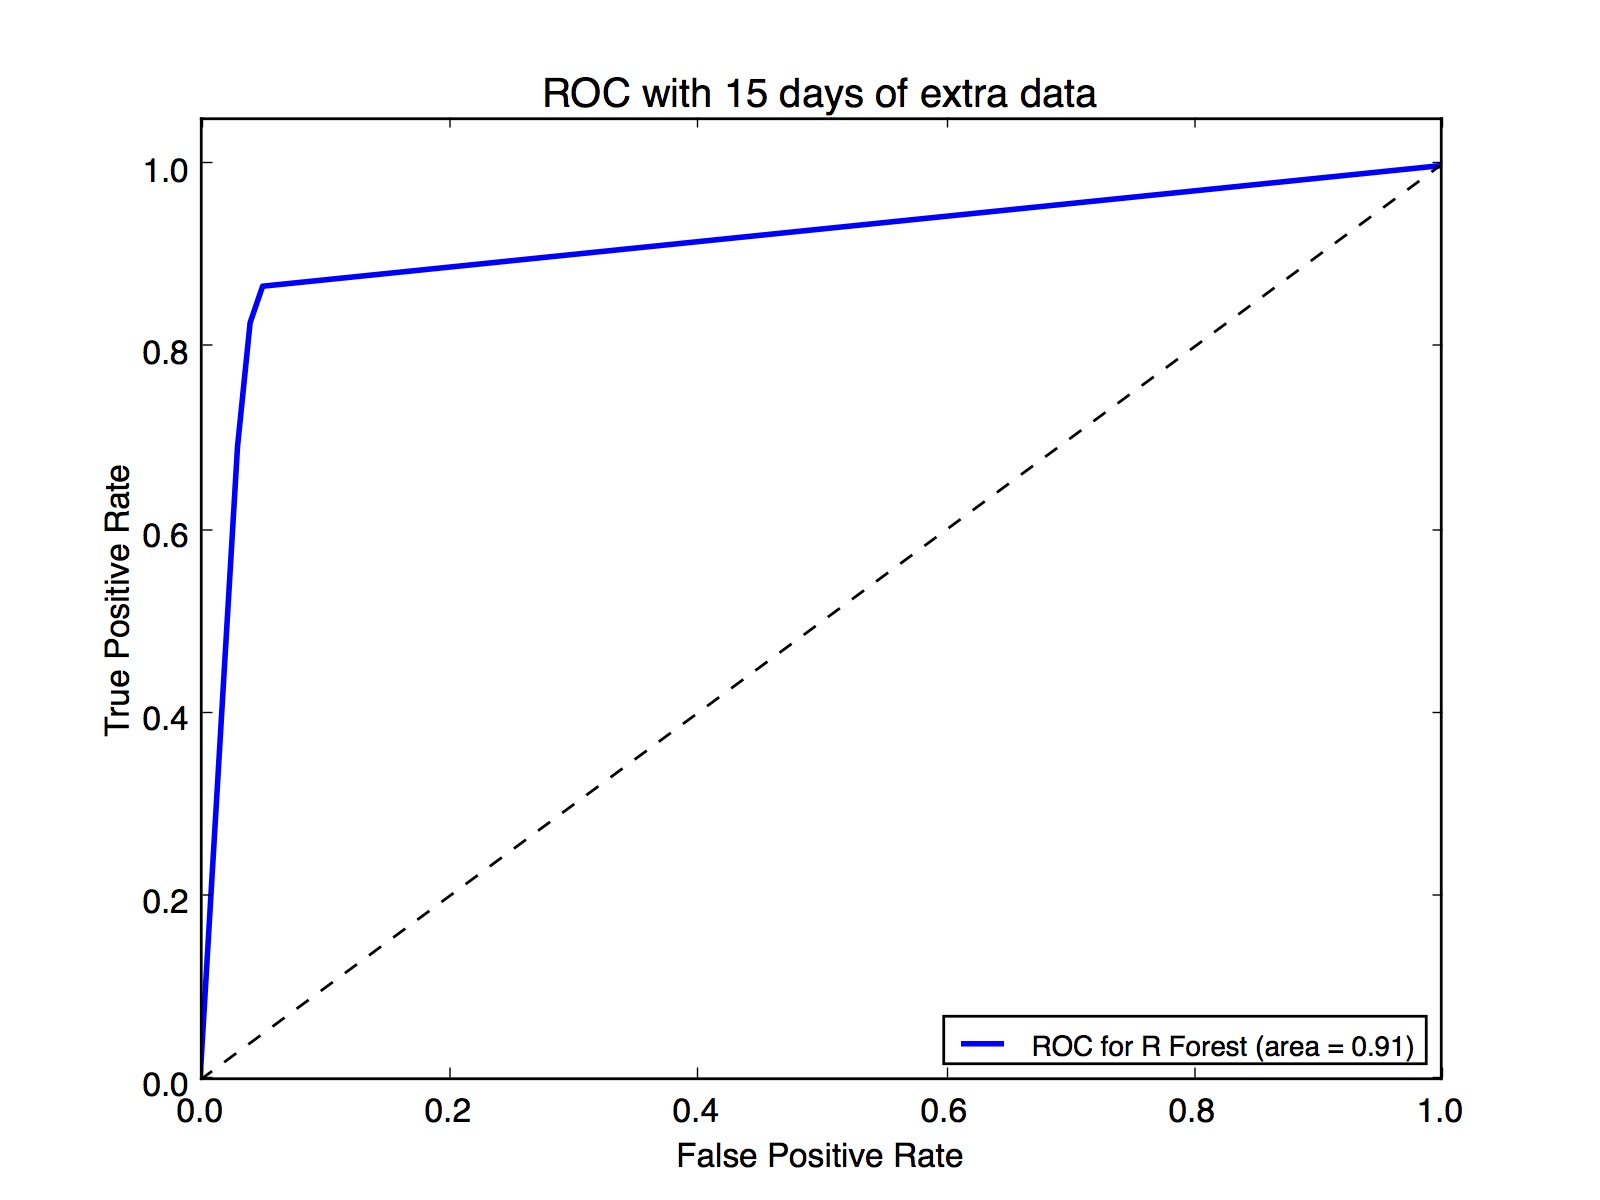 ROC with 15 days of extra data
1.0
0.8
0.6
0.4
0.2
0.0
True Positive Rate
0.0 0.2 0.4 0.6 0.8 1.0
False Positive Rate
ROC for R Forest (area = 0.91)